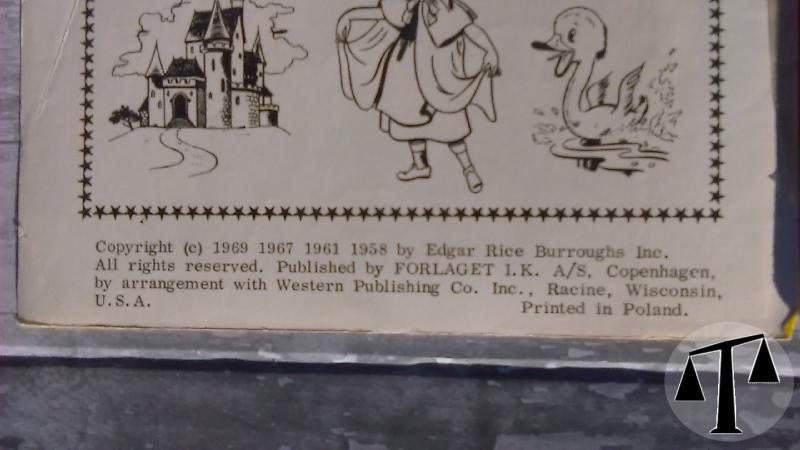 Copyright (c) 1969 1967 1961 1958 by Edgar Rice Burroughs Inc.
All rights reserved. Published by FORLAGET I.K. A/S, Copenhagen,
by arrangement with Western Publishing Co. Inc., Racine, Wisconsin,
U.S.A. Printed in Poland.